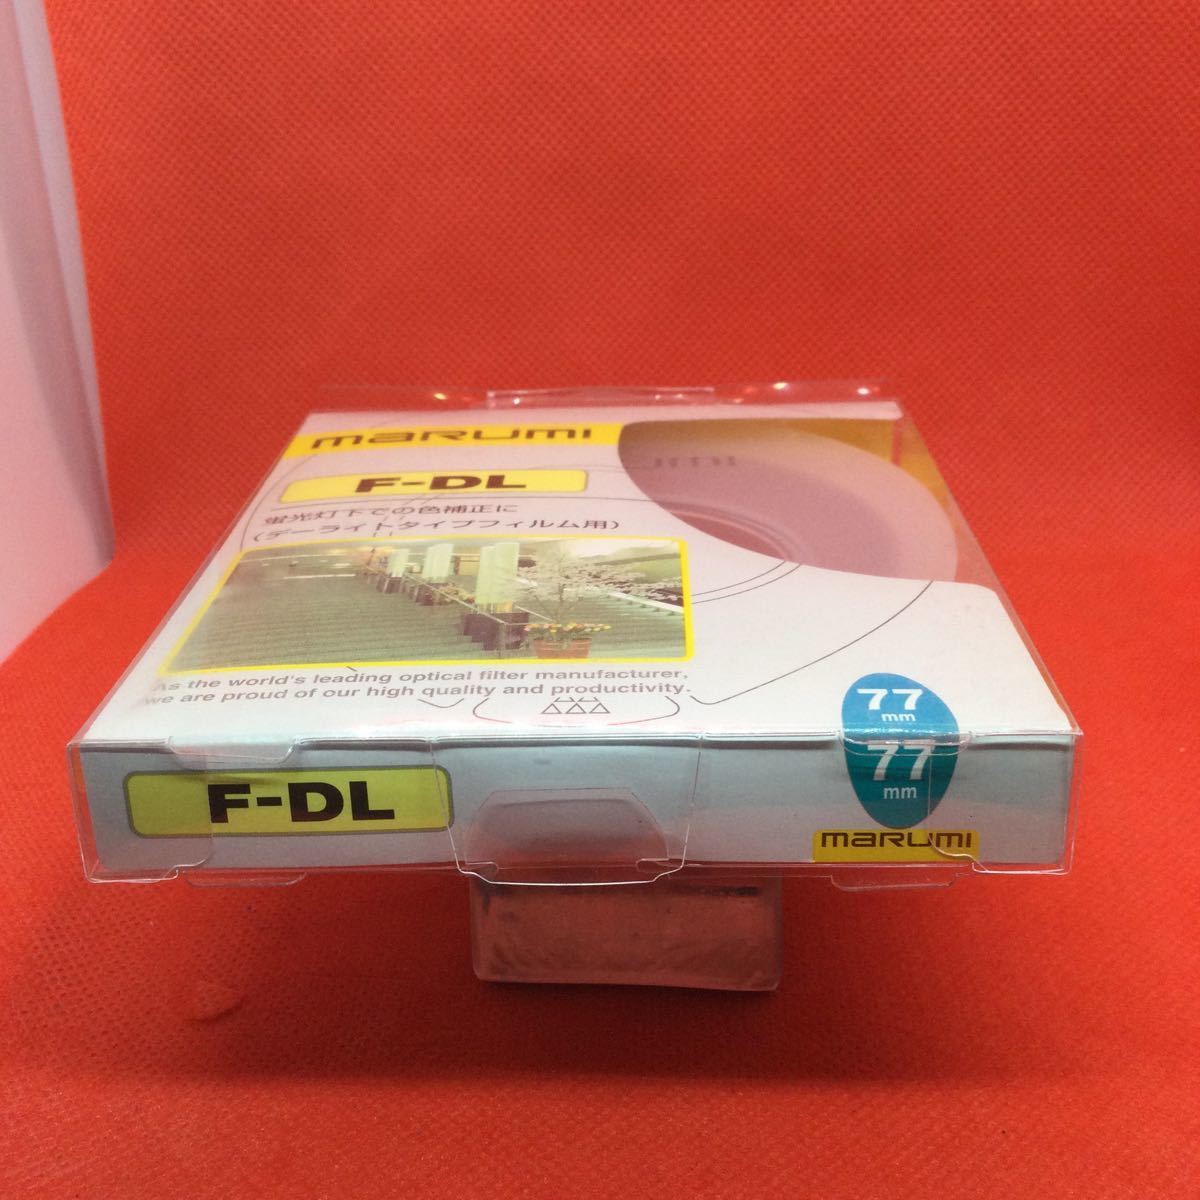 marumi
F-DL
蛍光灯下での色補正に
(デーライトタイプフィルム用)
As the world's leading optical filter manufacturer,
we are proud of our high quality and productivity.
77
mm
77
mm
F-DL
marumi